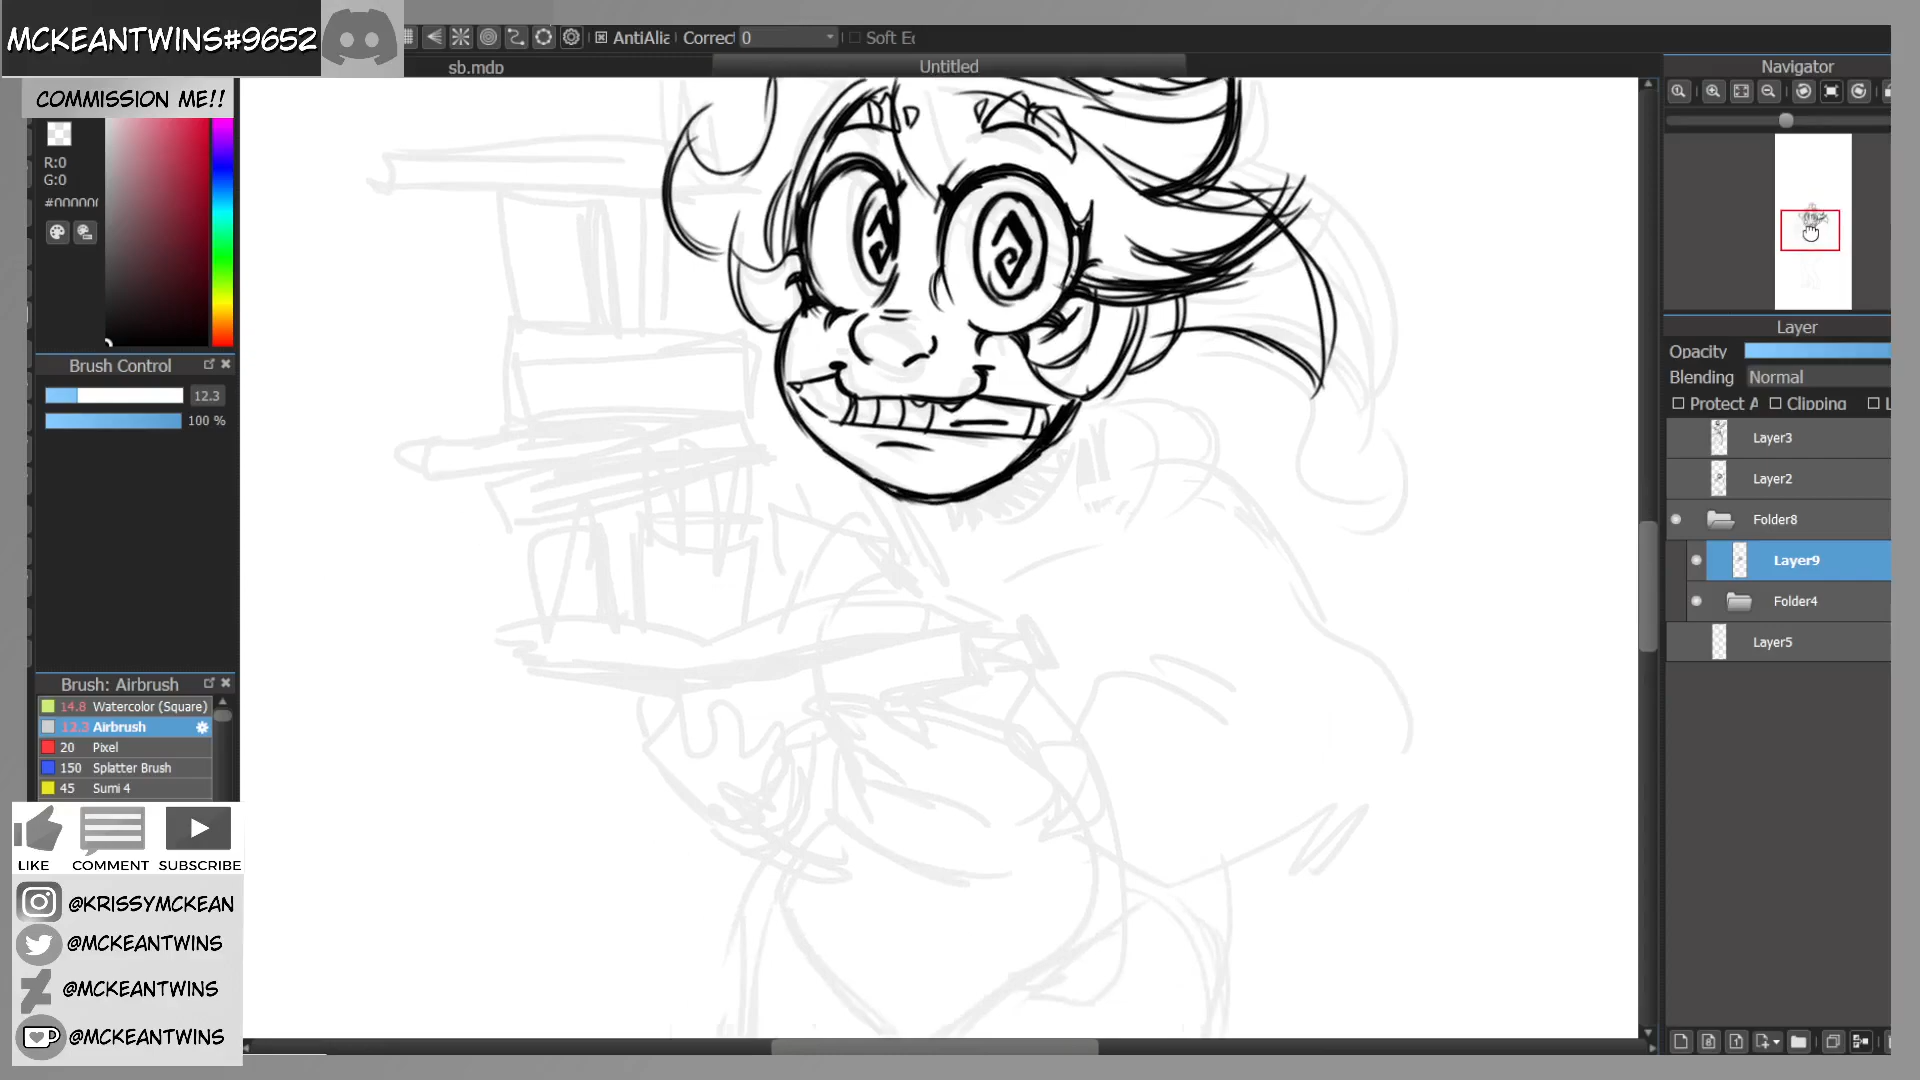 MCKEANTWINS#9652
COMMISSION ME!!
AntiAlia
Correct
0
Soft Ec
sb.mdp
Untitled
Navigator
R:0
G:0
#000000
Brush Control
12.3
100 %
Brush: Airbrush
14.8 Watercolor (Square)
12.3 Airbrush
20 Pixel
150 Splatter Brush
45 Sumi 4
LIKE
COMMENT
SUBSCRIBE
@KRISSYMCKEAN
@MCKEANTWINS
@MCKEANTWINS
@MCKEANTWINS
Layer
Opacity
Blending
Normal
Protect A
Clipping
L
Layer3
Layer2
Folder8
Layer9
Folder4
Layer5